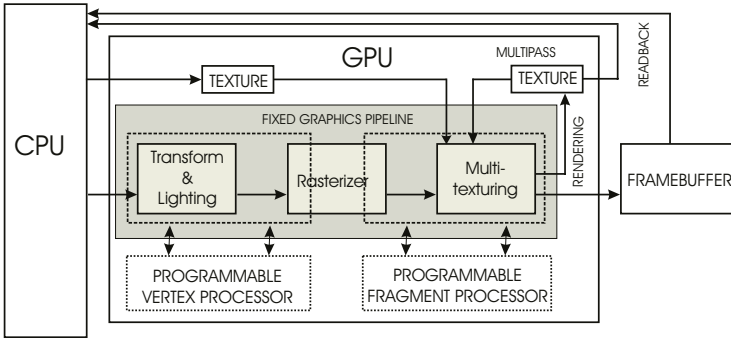 GPU
MULTIPASS
READBACK
TEXTURE
TEXTURE
FIXED GRAPHICS PIPELINE
CPU
Transform
&
Lighting
Rasterizer
Multi-
texturing
RENDERING
FRAMEBUFFER
PROGRAMMABLE
VERTEX PROCESSOR
PROGRAMMABLE
FRAGMENT PROCESSOR